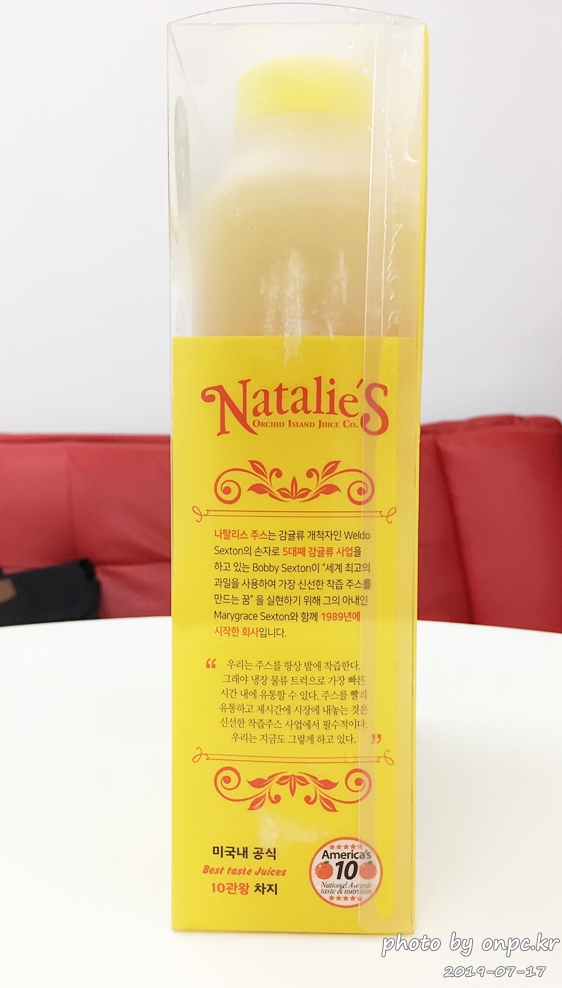 Natalie's
ORCHID ISLAND JUICE CO.
나탈리스 주스는 감귤류 개척자인 Weldo
Sexton의 손자로 5대째 감귤류 사업을
하고 있는 Bobby Sexton이 "세계 최고의
과일을 사용하여 가장 신선한 착즙 주스를
만드는 꿈" 을 실현하기 위해 그의 아내인
Marygrace Sexton와 함께 1989년에
시작한 회사입니다.
“ 우리는 주스를 항상 밤에 착즙한다.
그래야 냉장 물류 트럭으로 가장 빠른
시간 내에 유통할 수 있다. 주스를 빨리
유통하고 제시간에 시장에 내놓는 것은
신선한 착즙주스 사업에서 필수적이다.
우리는 지금도 그렇게 하고 있다. ”
미국내 공식
Best taste Juices
10관왕 차지
America's
10
National Awards
taste & nutrition
photo by onpc.kr
2019-07-17